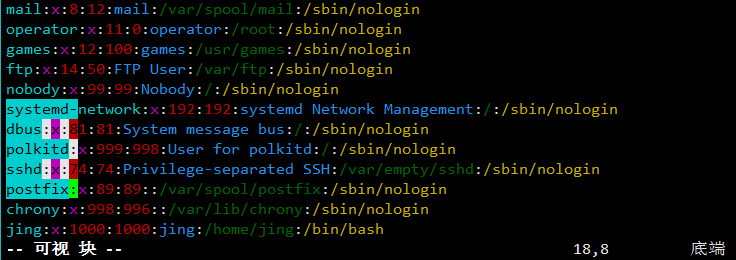 mail:x:8:12:mail:/var/spool/mail:/sbin/nologin
operator:x:11:0:operator:/root:/sbin/nologin
games:x:12:100:games:/usr/games:/sbin/nologin
ftp:x:14:50:FTP User:/var/ftp:/sbin/nologin
nobody:x:99:99:Nobody:/:/sbin/nologin
systemd-network:x:192:192:systemd Network Management:/:/sbin/nologin
dbus:x:81:81:System message bus:/:/sbin/nologin
polkitd:x:999:998:User for polkitd:/:/sbin/nologin
sshd:x:74:74:Privilege-separated SSH:/var/empty/sshd:/sbin/nologin
postfix:x:89:89::/var/spool/postfix:/sbin/nologin
chrony:x:998:996::/var/lib/chrony:/sbin/nologin
jing:x:1000:1000:jing:/home/jing:/bin/bash
-- 可视 块 -- 18,8 底端